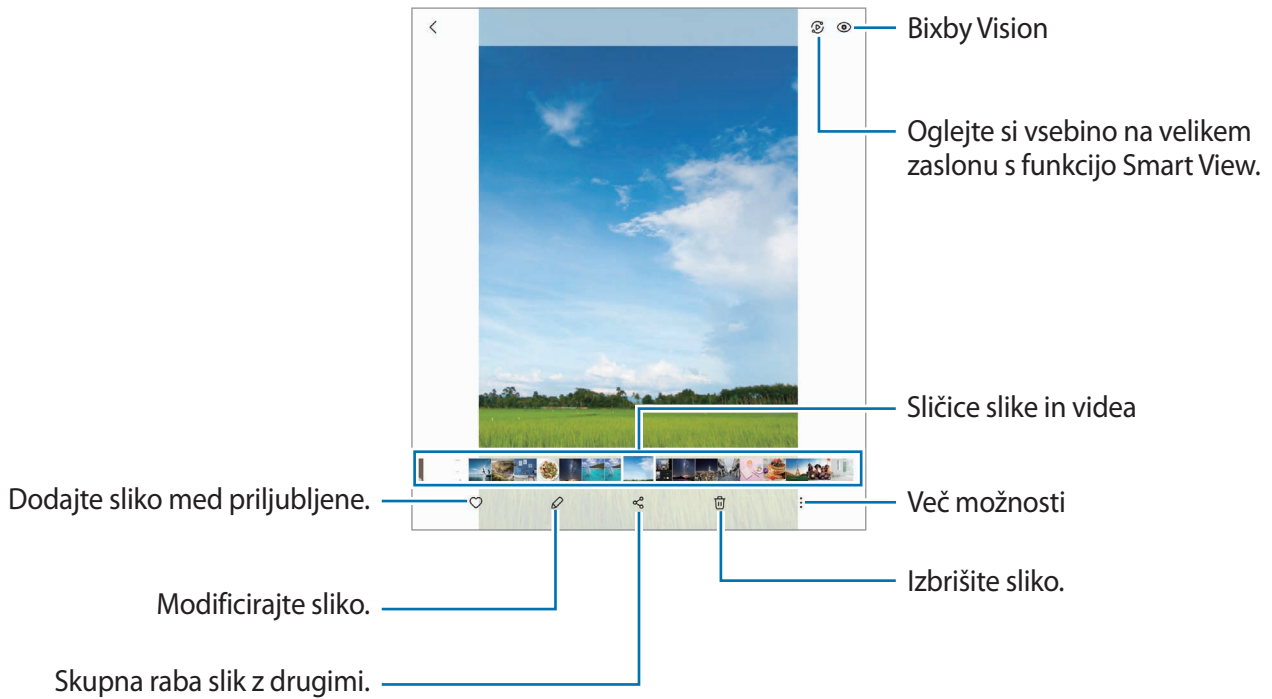 Bixby Vision
Oglejte si vsebino na velikem
zaslonu s funkcijo Smart View.
Sličice slike in videa
Dodajte sliko med priljubljene.
Več možnosti
Izbrišite sliko.
Modificirajte sliko.
Skupna raba slik z drugimi.